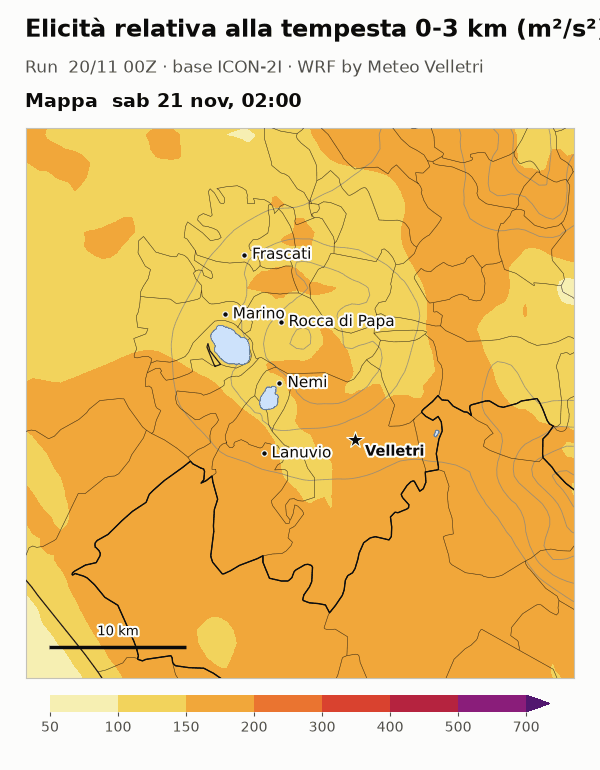 Elicità relativa alla tempesta 0-3 km (m²/s²)
Run  20/11 00Z · base ICON-2I · WRF by Meteo Velletri
Mappa  sab 21 nov, 02:00
Frascati
Marino
Rocca di Papa
Nemi
Velletri
Lanuvio
10 km
50 100 150 200 300 400 500 700